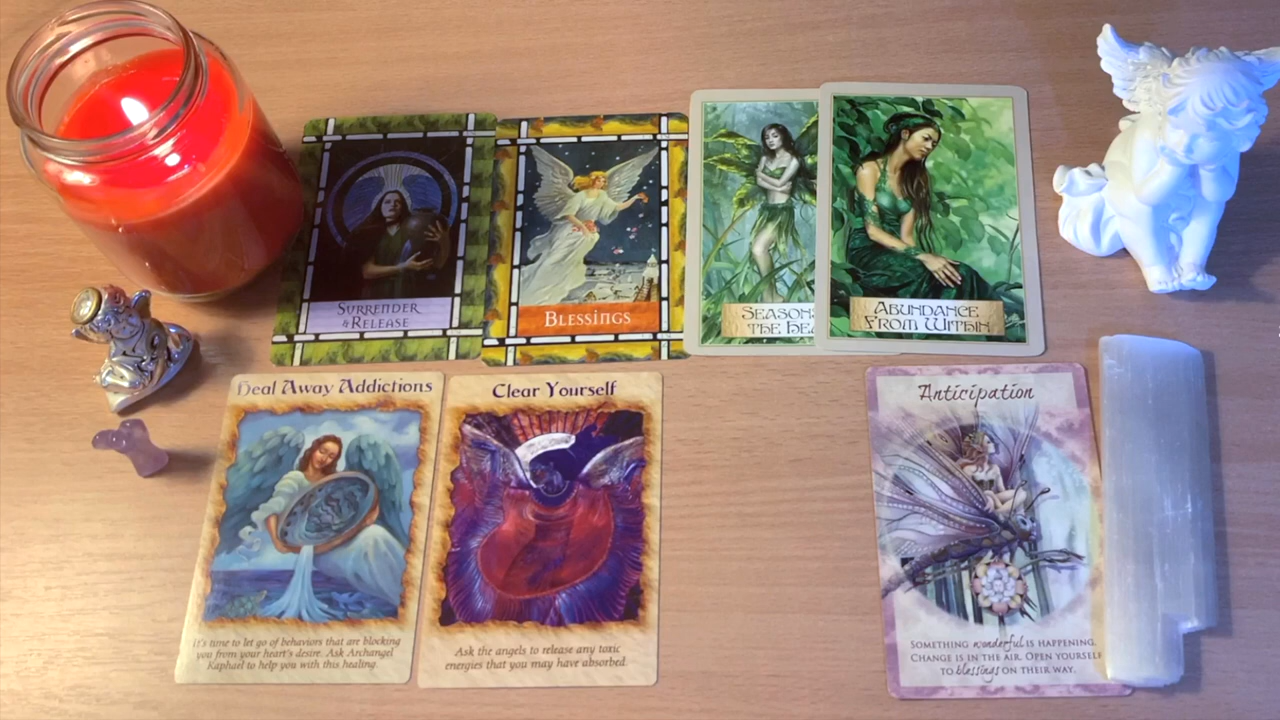 SURRENDER
& RELEASE
BLESSINGS
SEASONS
THE HEA
ABUNDANCE
FROM WITHIN
Heal Away Addictions
It's time to let go of behaviors that are blocking
you from your heart's desire. Ask Archangel
Raphael to help you with this healing.
Clear Yourself
Ask the angels to release any toxic
energies that you may have absorbed.
Anticipation
SOMETHING wonderful IS HAPPENING.
CHANGE IS IN THE AIR. OPEN YOURSELF
TO blessings ON THEIR WAY.